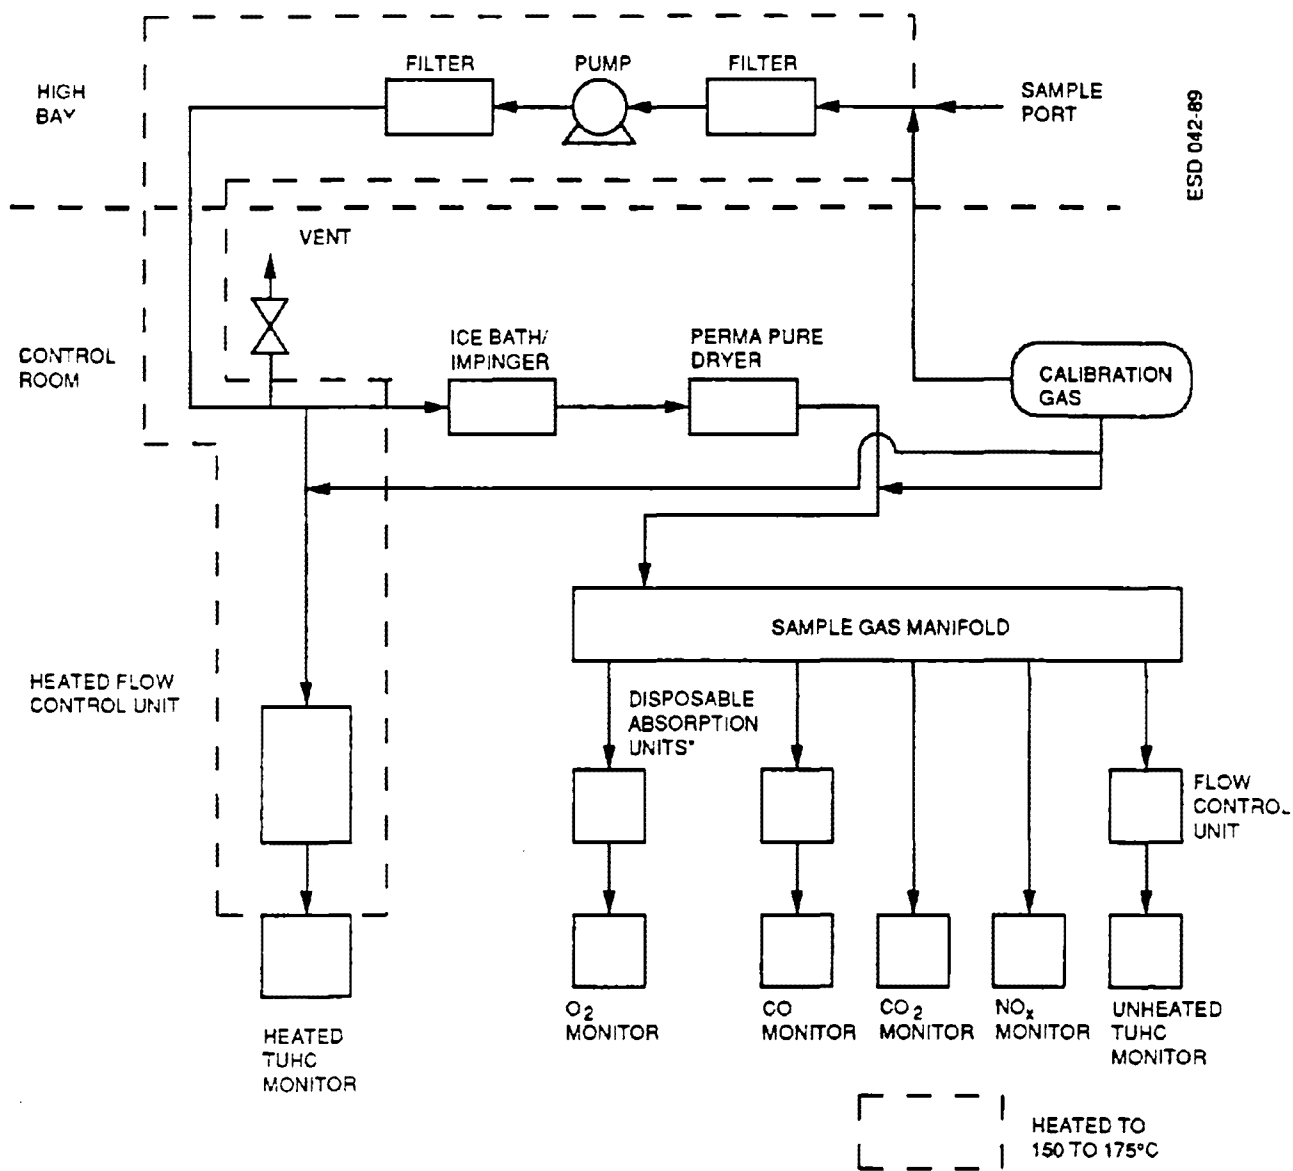 FILTER
PUMP
FILTER
HIGH
BAY
SAMPLE
PORT
ESD 042-89
VENT
CONTROL
ROOM
ICE BATH/
IMPINGER
PERMA PURE
DRYER
CALIBRATION
GAS
SAMPLE GAS MANIFOLD
HEATED FLOW
CONTROL UNIT
DISPOSABLE
ABSORPTION
UNITS*
FLOW
CONTROL
UNIT
O2
MONITOR
CO
MONITOR
CO2
MONITOR
NOx
MONITOR
UNHEATED
TUHC
MONITOR
HEATED
TUHC
MONITOR
HEATED TO
150 TO 175°C